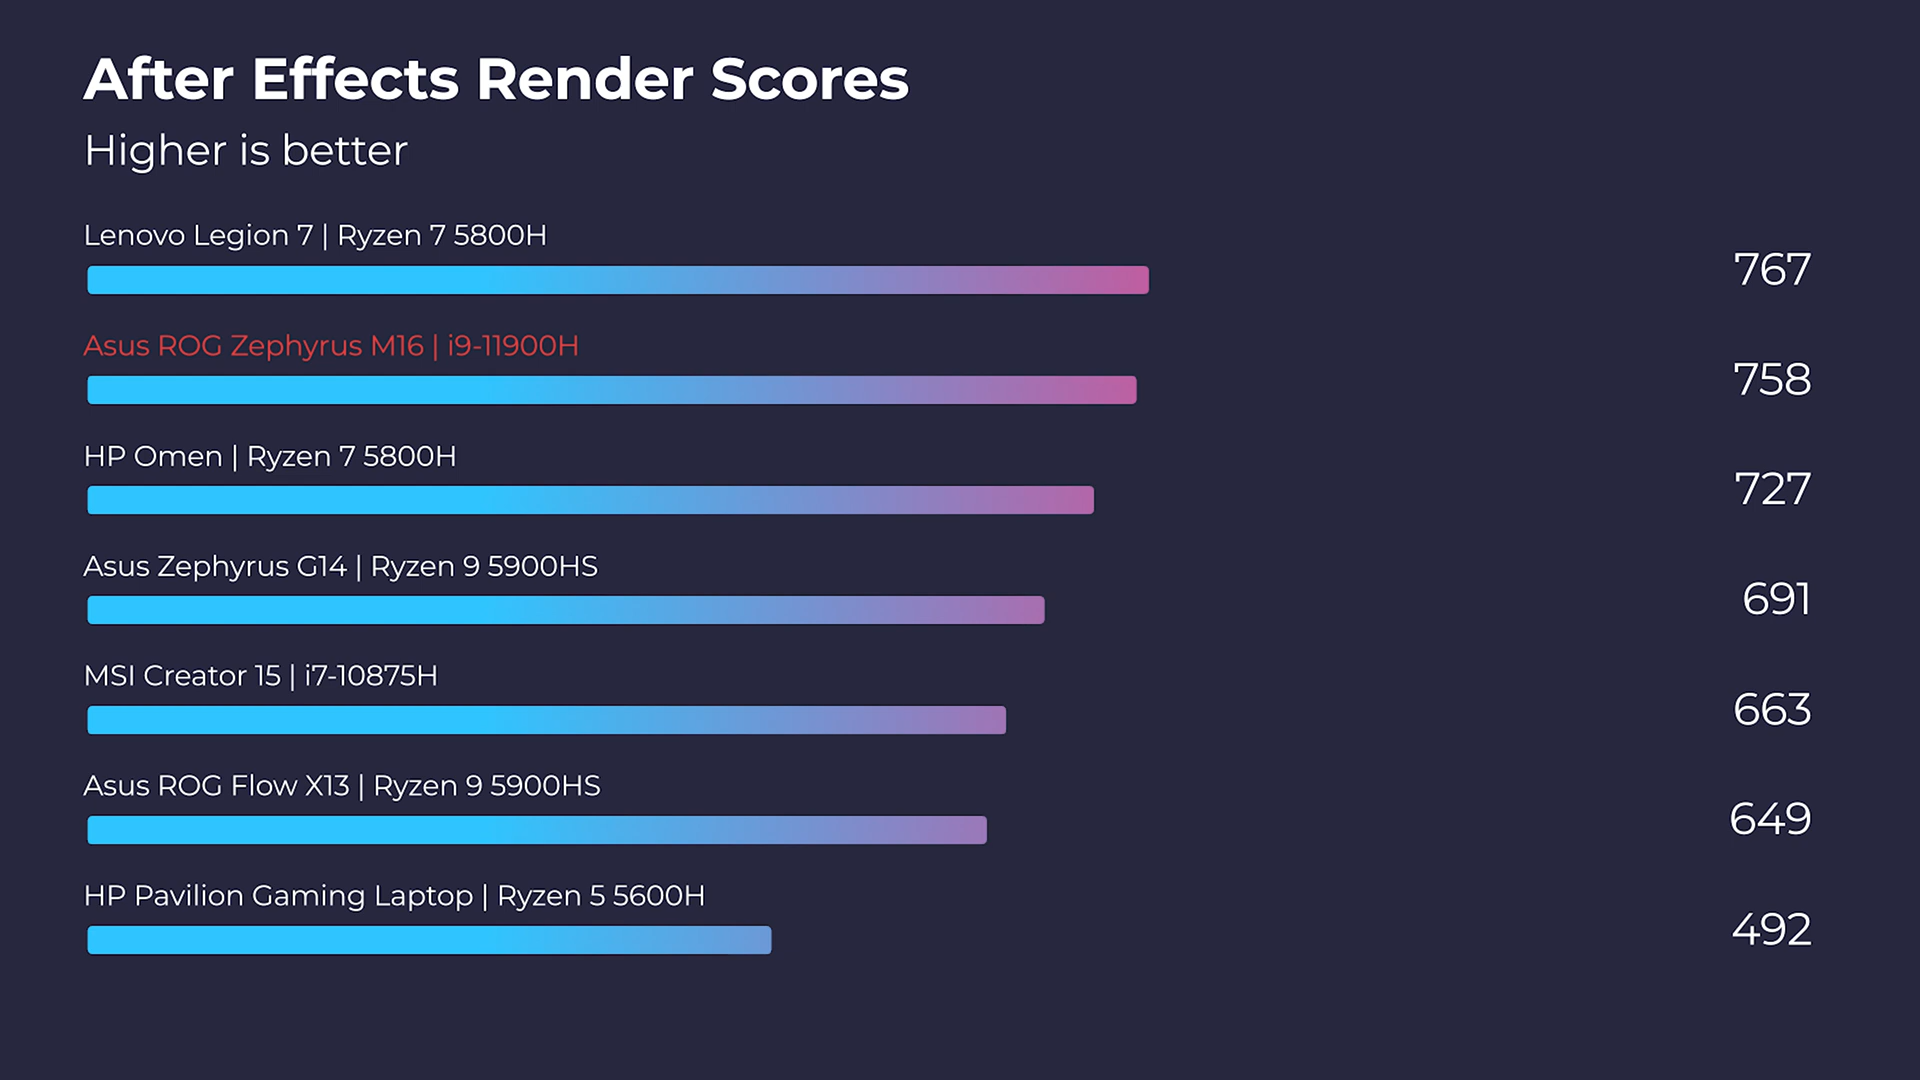 After Effects Render Scores
Higher is better
Lenovo Legion 7 | Ryzen 7 5800H
767
Asus ROG Zephyrus M16 | i9-11900H
758
HP Omen | Ryzen 7 5800H
727
Asus Zephyrus G14 | Ryzen 9 5900HS
691
MSI Creator 15 | i7-10875H
663
Asus ROG Flow X13 | Ryzen 9 5900HS
649
HP Pavilion Gaming Laptop | Ryzen 5 5600H
492